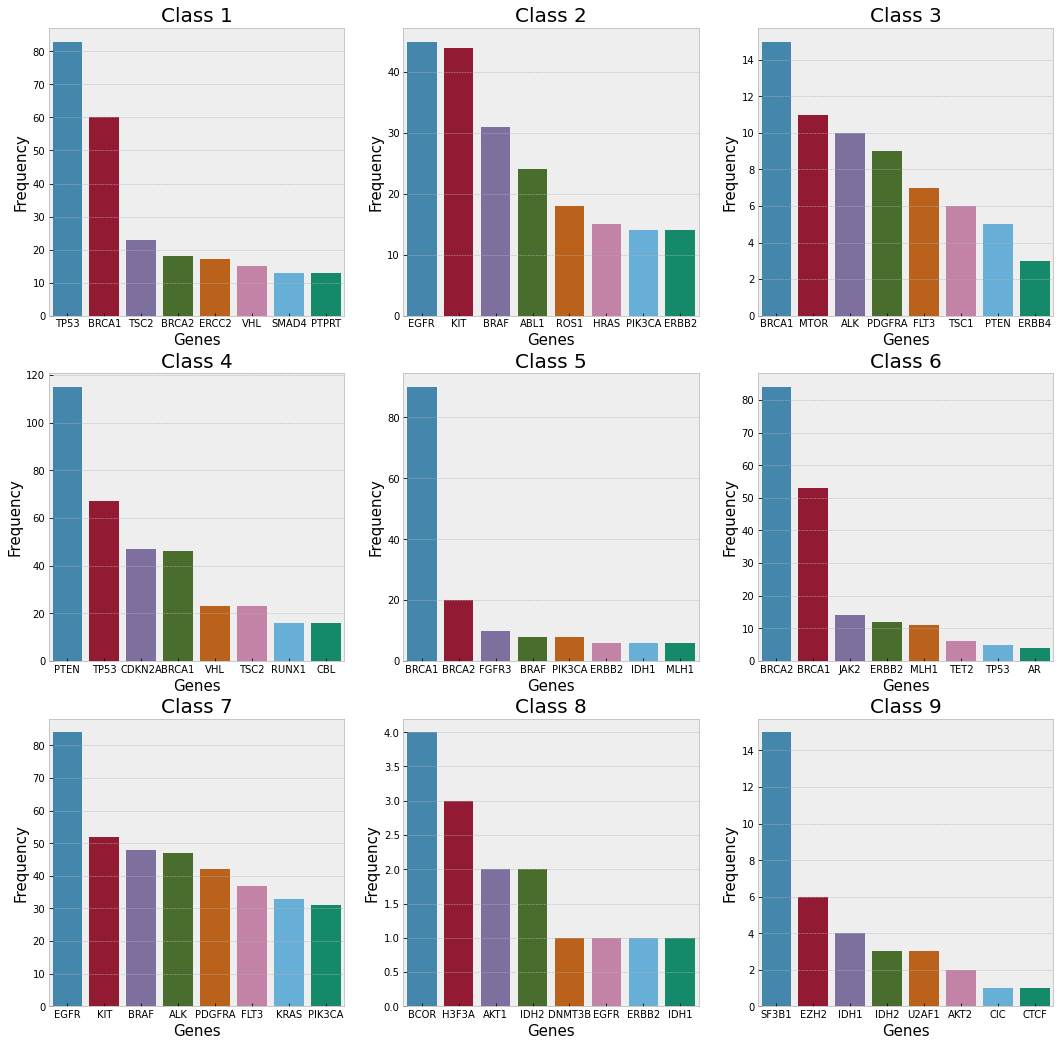 Class 1
Frequency
80
70
60
50
40
30
20
10
0
TP53 BRCA1 TSC2 BRCA2 ERCC2 VHL SMAD4 PTPRT
Genes
Class 2
Frequency
40
30
20
10
0
EGFR KIT BRAF ABL1 ROS1 HRAS PIK3CA ERBB2
Genes
Class 3
Frequency
14
12
10
8
6
4
2
0
BRCA1 MTOR ALK PDGFRA FLT3 TSC1 PTEN ERBB4
Genes
Class 4
Frequency
120
100
80
60
40
20
0
PTEN TP53 CDKN2A BRCA1 VHL TSC2 RUNX1 CBL
Genes
Class 5
Frequency
80
60
40
20
0
BRCA1 BRCA2 FGFR3 BRAF PIK3CA ERBB2 IDH1 MLH1
Genes
Class 6
Frequency
80
70
60
50
40
30
20
10
0
BRCA2 BRCA1 JAK2 ERBB2 MLH1 TET2 TP53 AR
Genes
Class 7
Frequency
80
70
60
50
40
30
20
10
0
EGFR KIT BRAF ALK PDGFRA FLT3 KRAS PIK3CA
Genes
Class 8
Frequency
4.0
3.5
3.0
2.5
2.0
1.5
1.0
0.5
0.0
BCOR H3F3A AKT1 IDH2 DNMT3B EGFR ERBB2 IDH1
Genes
Class 9
Frequency
14
12
10
8
6
4
2
0
SF3B1 EZH2 IDH1 IDH2 U2AF1 AKT2 CIC CTCF
Genes